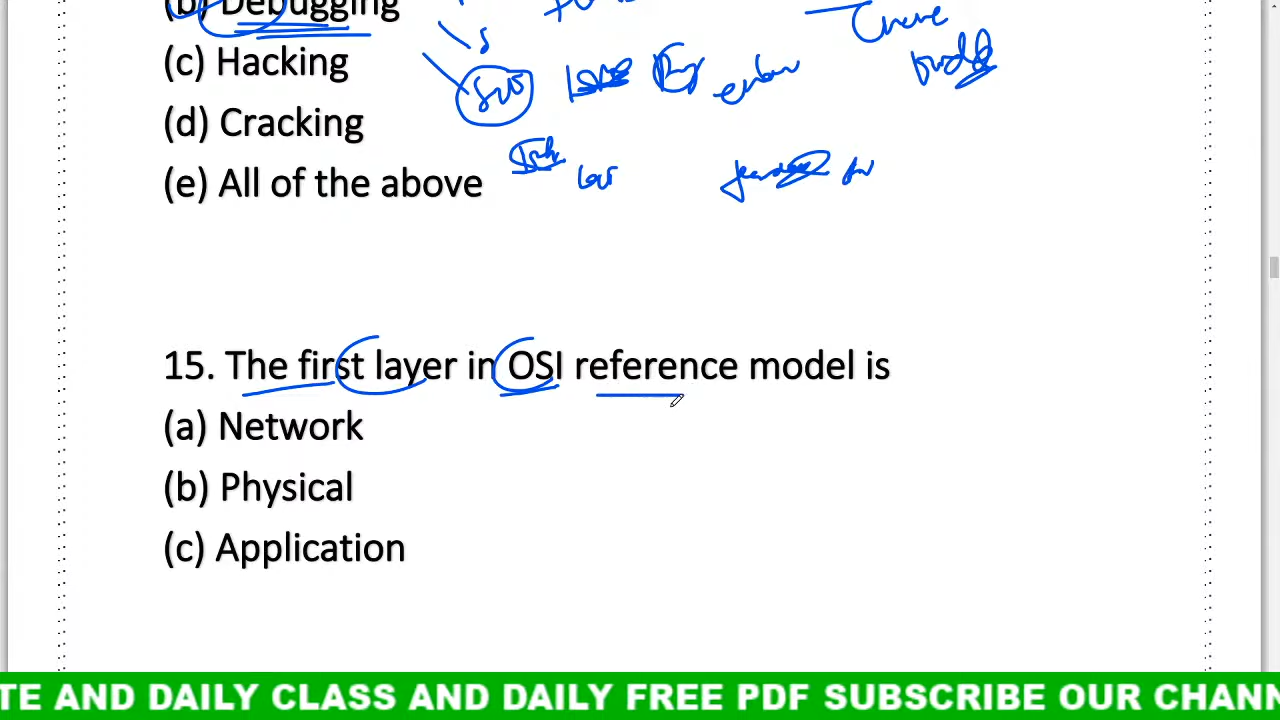 (b) Debugging
(c) Hacking
(d) Cracking
(e) All of the above
15. The first layer in OSI reference model is
(a) Network
(b) Physical
(c) Application
TE AND DAILY CLASS AND DAILY FREE PDF SUBSCRIBE OUR CHANN